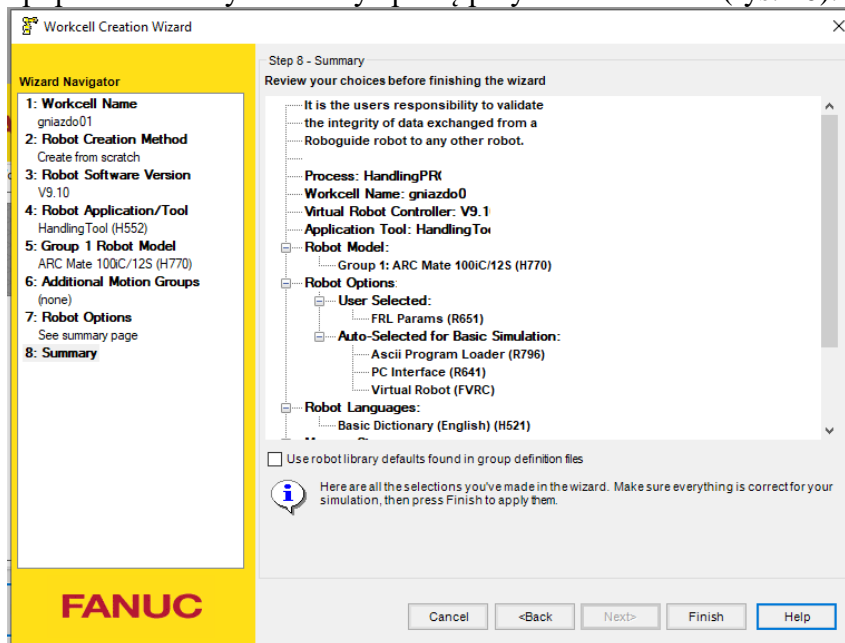 Workcell Creation Wizard
Wizard Navigator
1: Workcell Name
gniazdo01
2: Robot Creation Method
Create from scratch
3: Robot Software Version
V9.10
4: Robot Application/Tool
HandlingTool (H552)
5: Group 1 Robot Model
ARC Mate 100iC/12S (H770)
6: Additional Motion Groups
(none)
7: Robot Options
See summary page
8: Summary
FANUC
Step 8 - Summary
Review your choices before finishing the wizard
It is the users responsibility to validate
the integrity of data exchanged from a
Roboguide robot to any other robot.
Process: HandlingPR
Workcell Name: gniazdo0
Virtual Robot Controller: V9.1
Application Tool: HandlingToo
Robot Model:
Group 1: ARC Mate 100iC/12S (H770)
Robot Options:
User Selected:
FRL Params (R651)
Auto-Selected for Basic Simulation:
Ascii Program Loader (R796)
PC Interface (R641)
Virtual Robot (FVRC)
Robot Languages:
Basic Dictionary (English) (H521)
Use robot library defaults found in group definition files
Here are all the selections you've made in the wizard. Make sure everything is correct for your
simulation, then press Finish to apply them.
Cancel
<Back
Next>
Finish
Help